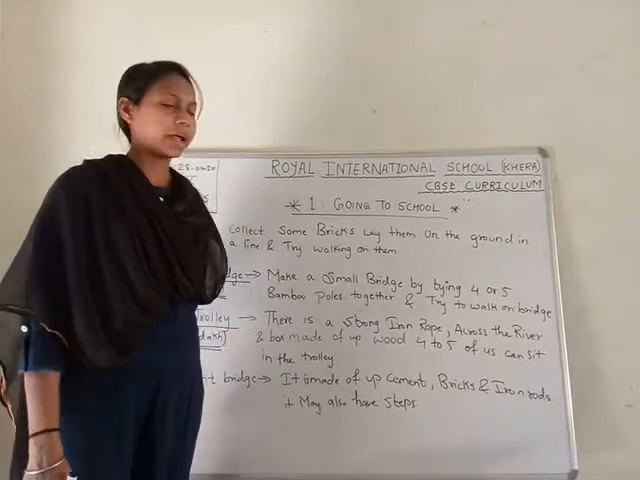 28-04-20
ROYAL INTERNATIONAL SCHOOL (KHERA)
CBSE CURRICULUM
* 1 : GOING TO SCHOOL *
Collect Some Bricks Lay them On the ground in
a line & Try walking on them
dge → Make a Small Bridge by tying 4 or 5
Bamboo Poles together & Try to walk on bridge
Trolley → There is a Strong Iron Rope, Across the River
dakh) & box made of up wood 4 to 5 of us can sit
in the trolley
nt bridge → It is made of up Cement, Bricks & Iron rods
it May also have Steps